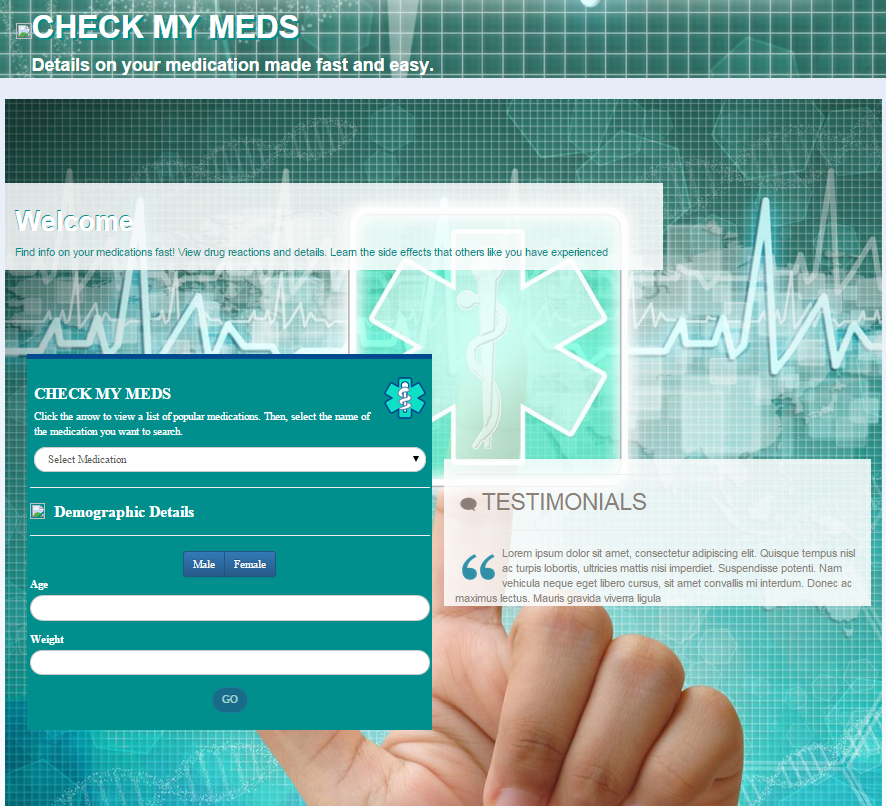 CHECK MY MEDS
Details on your medication made fast and easy.
Welcome
Find info on your medications fast! View drug reactions and details. Learn the side effects that others like you have experienced
CHECK MY MEDS
Click the arrow to view a list of popular medications. Then, select the name of
the medication you want to search.
Select Medication
Demographic Details
Male Female
Age
Weight
GO
TESTIMONIALS
Lorem ipsum dolor sit amet, consectetur adipiscing elit. Quisque tempus nisl
ac turpis lobortis, ultricies mattis nisi imperdiet. Suspendisse potenti. Nam
vehicula neque eget libero cursus, sit amet convallis mi interdum. Donec ac
maximus lectus. Mauris gravida viverra ligula